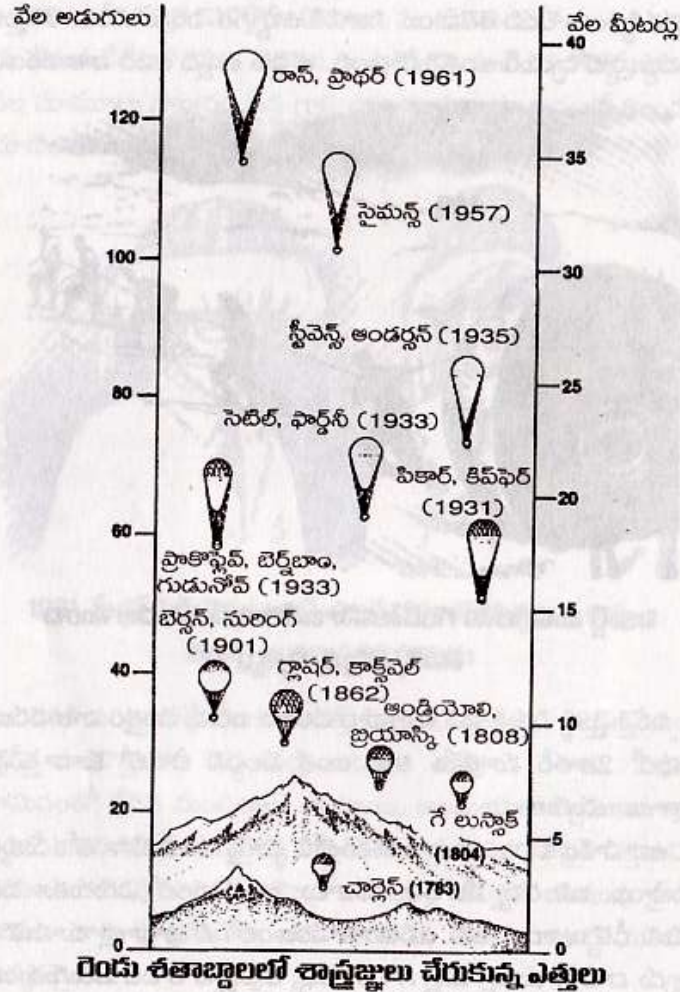 వేల అడుగులు
వేల మీటర్లు
40
రాస్, ప్రాథర్ (1961)
120
35
సైమన్స్ (1957)
100
30
స్టీవెన్స్, ఆండర్సన్ (1935)
80
25
సెటిల్, ఫార్డ్‌నీ (1933)
పికార్, కిప్‌ఫెర్
(1931)
20
60
ప్రాకొస్లేవ్, బెర్న్‌బాం,
గుడునోవ్ (1933)
15
బెర్సన్, సురింగ్
(1901)
40
గ్లాషర్, కాక్స్‌వెల్
(1862)
ఆండ్రియోలి,
బ్రియాస్కి (1808)
10
20
గే లుస్సాక్
(1804)
5
చార్లెస్ (1783)
0
0
రెండు శతాబ్దాలలో శాస్త్రజ్ఞులు చేరుకున్న ఎత్తులు